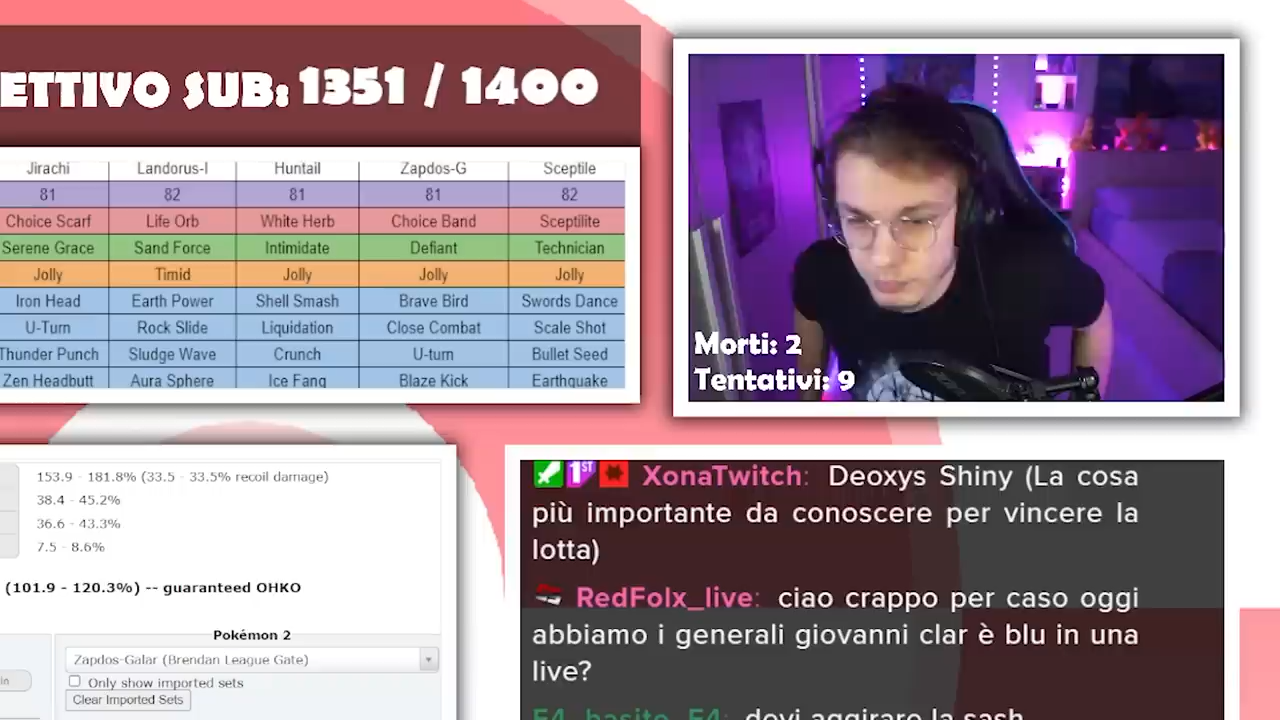 ETTIVO SUB: 1351 / 1400
Jirachi Landorus-I Huntail Zapdos-G Sceptile
81 82 81 81 82
Choice Scarf Life Orb White Herb Choice Band Sceptilite
Serene Grace Sand Force Intimidate Defiant Technician
Jolly Timid Jolly Jolly Jolly
Iron Head Earth Power Shell Smash Brave Bird Swords Dance
U-Turn Rock Slide Liquidation Close Combat Scale Shot
Thunder Punch Sludge Wave Crunch U-turn Bullet Seed
Zen Headbutt Aura Sphere Ice Fang Blaze Kick Earthquake
Morti: 2
Tentativi: 9
153.9 - 181.8% (33.5 - 33.5% recoil damage)
38.4 - 45.2%
36.6 - 43.3%
7.5 - 8.6%
(101.9 - 120.3%) -- guaranteed OHKO
Pokémon 2
Zapdos-Galar (Brendan League Gate)
Only show imported sets
Clear Imported Sets
1ST XonaTwitch: Deoxys Shiny (La cosa
più importante da conoscere per vincere la
lotta)
RedFolx_live: ciao crappo per caso oggi
abbiamo i generali giovanni clar è blu in una
live?
devi aggirare la sash